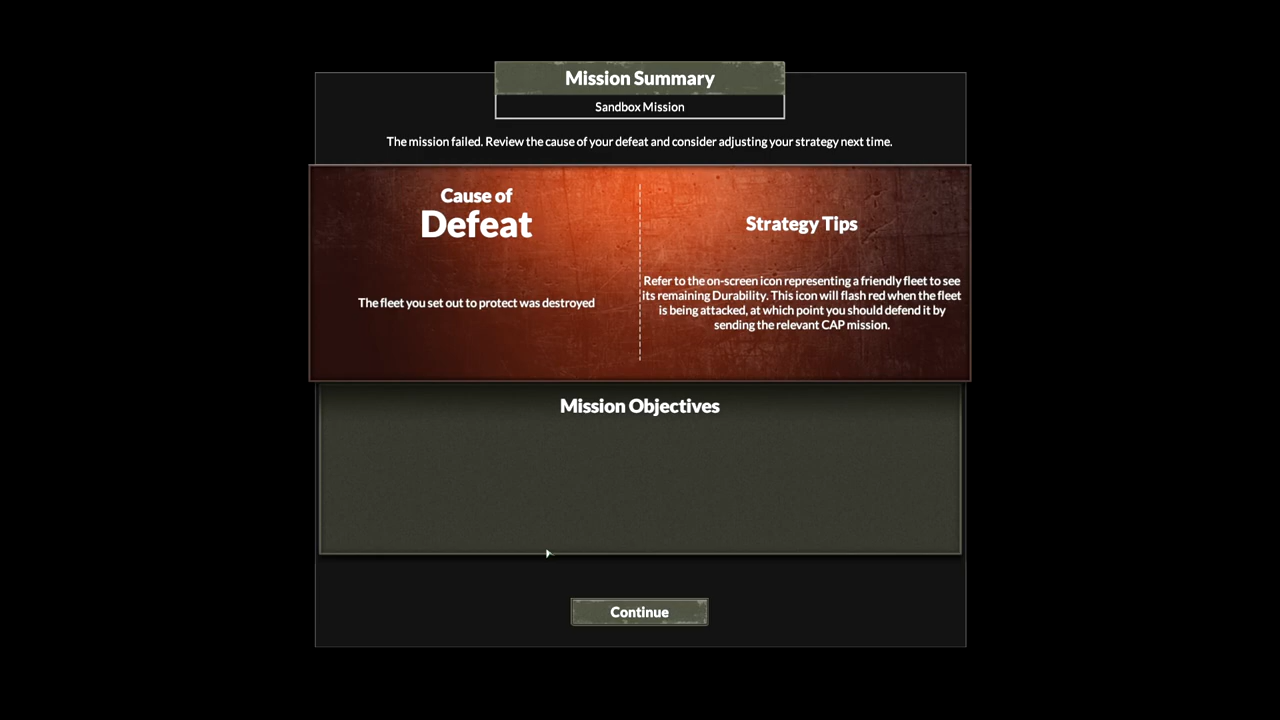 Mission Summary
Sandbox Mission
The mission failed. Review the cause of your defeat and consider adjusting your strategy next time.
Cause of
Defeat
The fleet you set out to protect was destroyed
Strategy Tips
Refer to the on-screen icon representing a friendly fleet to see
its remaining Durability. This icon will flash red when the fleet
is being attacked, at which point you should defend it by
sending the relevant CAP mission.
Mission Objectives
Continue